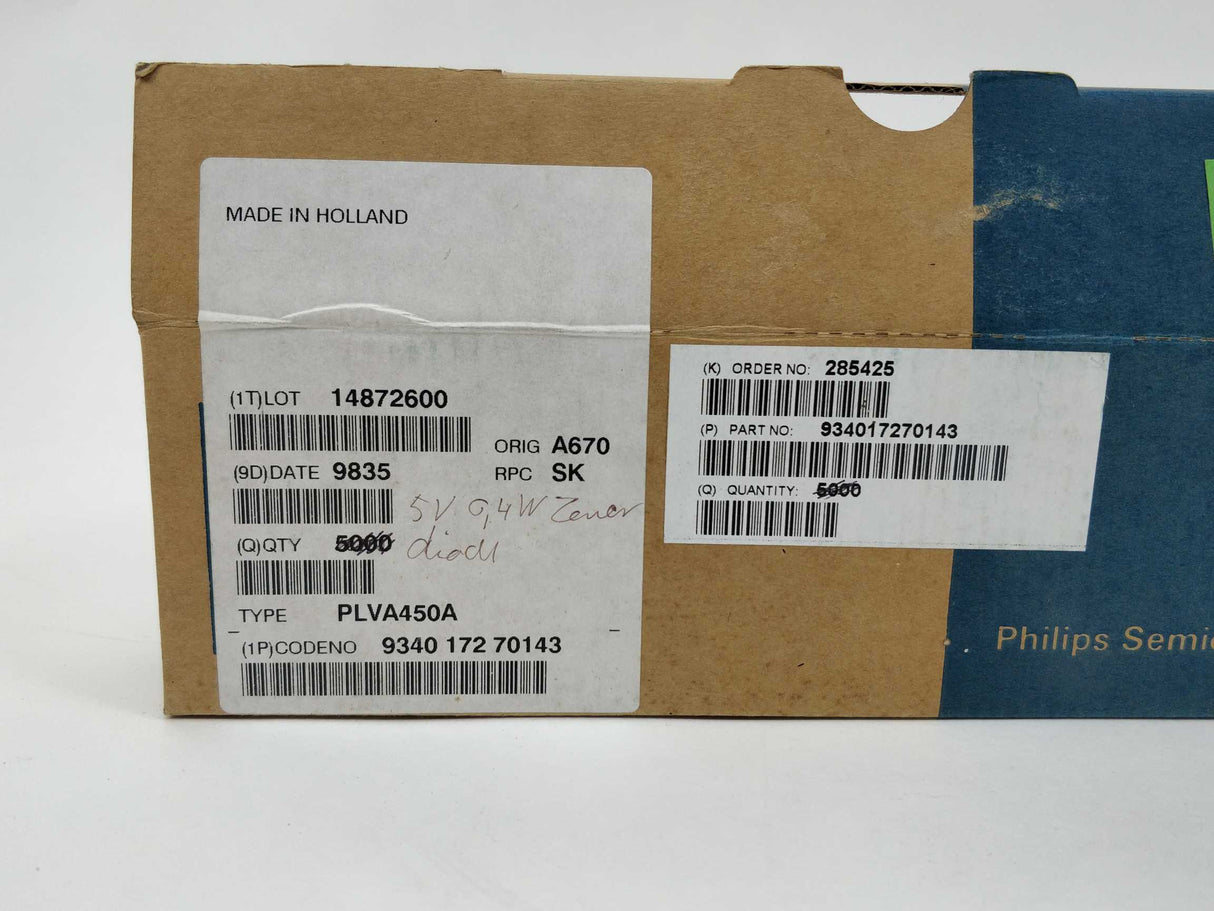 MADE IN HOLLAND
(1T)LOT 14872600
ORIG A670
(9D)DATE 9835
RPC SK
5V 0,4W Zener
diode
(Q)QTY 5000
TYPE PLVA450A
(1P)CODENO 9340 172 70143
(K) ORDER NO: 285425
(P) PART NO: 934017270143
(Q) QUANTITY: 5000
Philips Semic